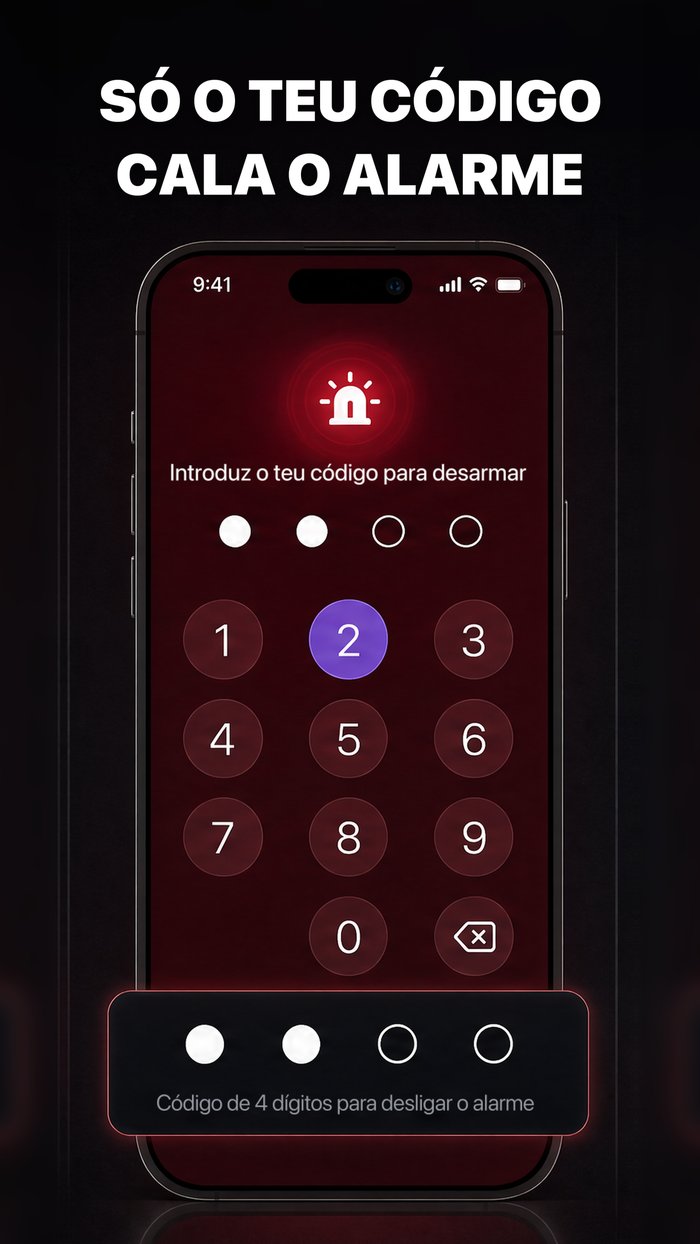 SÓ O TEU CÓDIGO
CALA O ALARME
9:41
Introduz o teu código para desarmar
1 2 3
4 5 6
7 8 9
0
Código de 4 dígitos para desligar o alarme